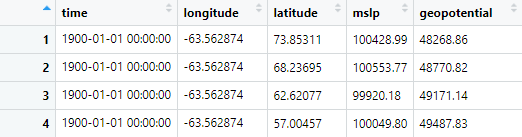 time longitude latitude mslp geopotential
1 1900-01-01 00:00:00 -63.562874 73.85311 100428.99 48268.86
2 1900-01-01 00:00:00 -63.562874 68.23695 100553.77 48770.82
3 1900-01-01 00:00:00 -63.562874 62.62077 99920.18 49171.14
4 1900-01-01 00:00:00 -63.562874 57.00457 100049.80 49487.83